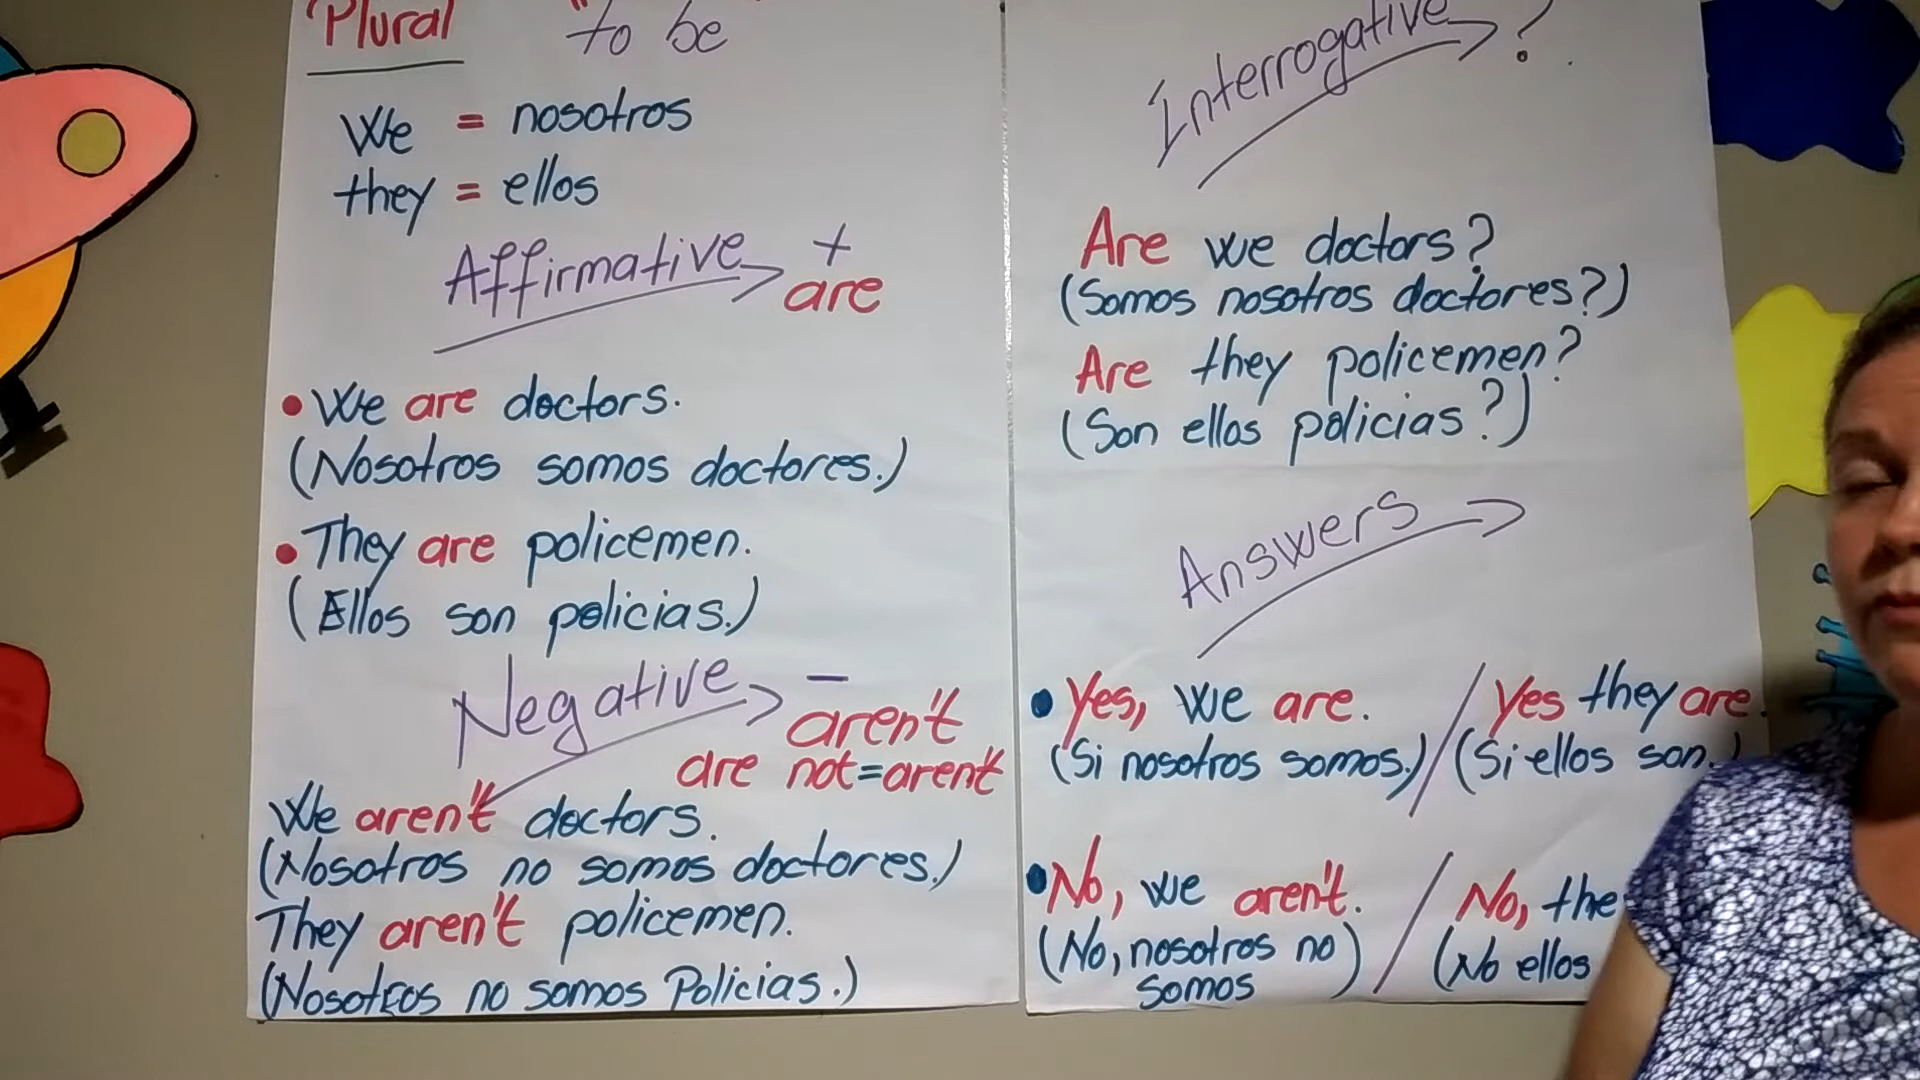 Plural "to be"
We = nosotros
they = ellos
Affirmative +
are
• We are doctors.
(Nosotros somos doctores.)
• They are policemen.
(Ellos son policias.)
Negative -
aren't
are not=aren't
We aren't doctors.
(Nosotros no somos doctores.)
They aren't policemen.
(Nosotros no somos Policias.)
Interrogative ?
Are we doctors?
(Somos nosotros doctores?)
Are they policemen?
(Son ellos policias?)
Answers
• Yes, we are. / Yes they are.
(Si nosotros somos.) / (Si ellos son.)
• No, we aren't. / No, the
(No, nosotros no) / (No ellos
somos